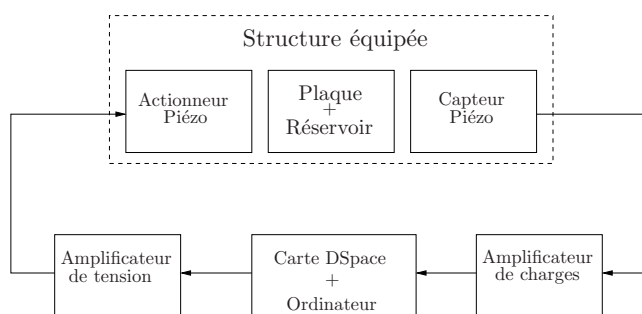 Structure équipée
Actionneur
Piézo
Plaque
+
Réservoir
Capteur
Piézo
Amplificateur
de tension
Carte DSpace
+
Ordinateur
Amplificateur
de charges